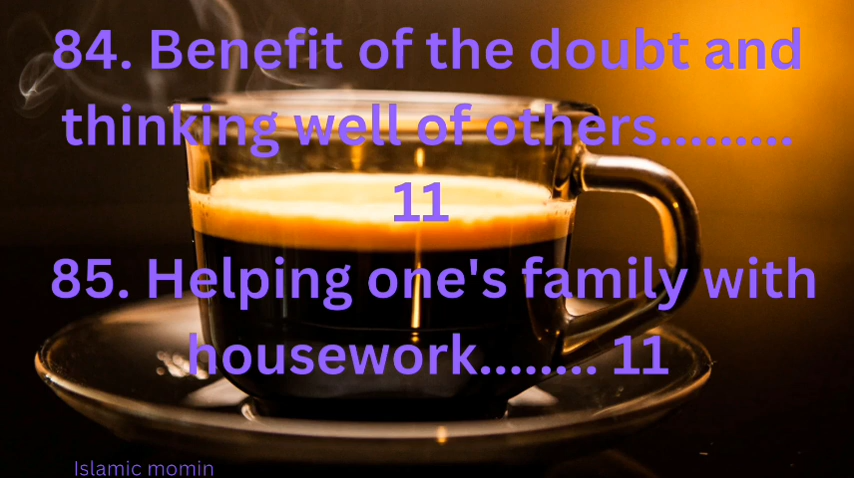 84. Benefit of the doubt and
thinking well of others.........
11
85. Helping one's family with
housework........ 11
Islamic momin